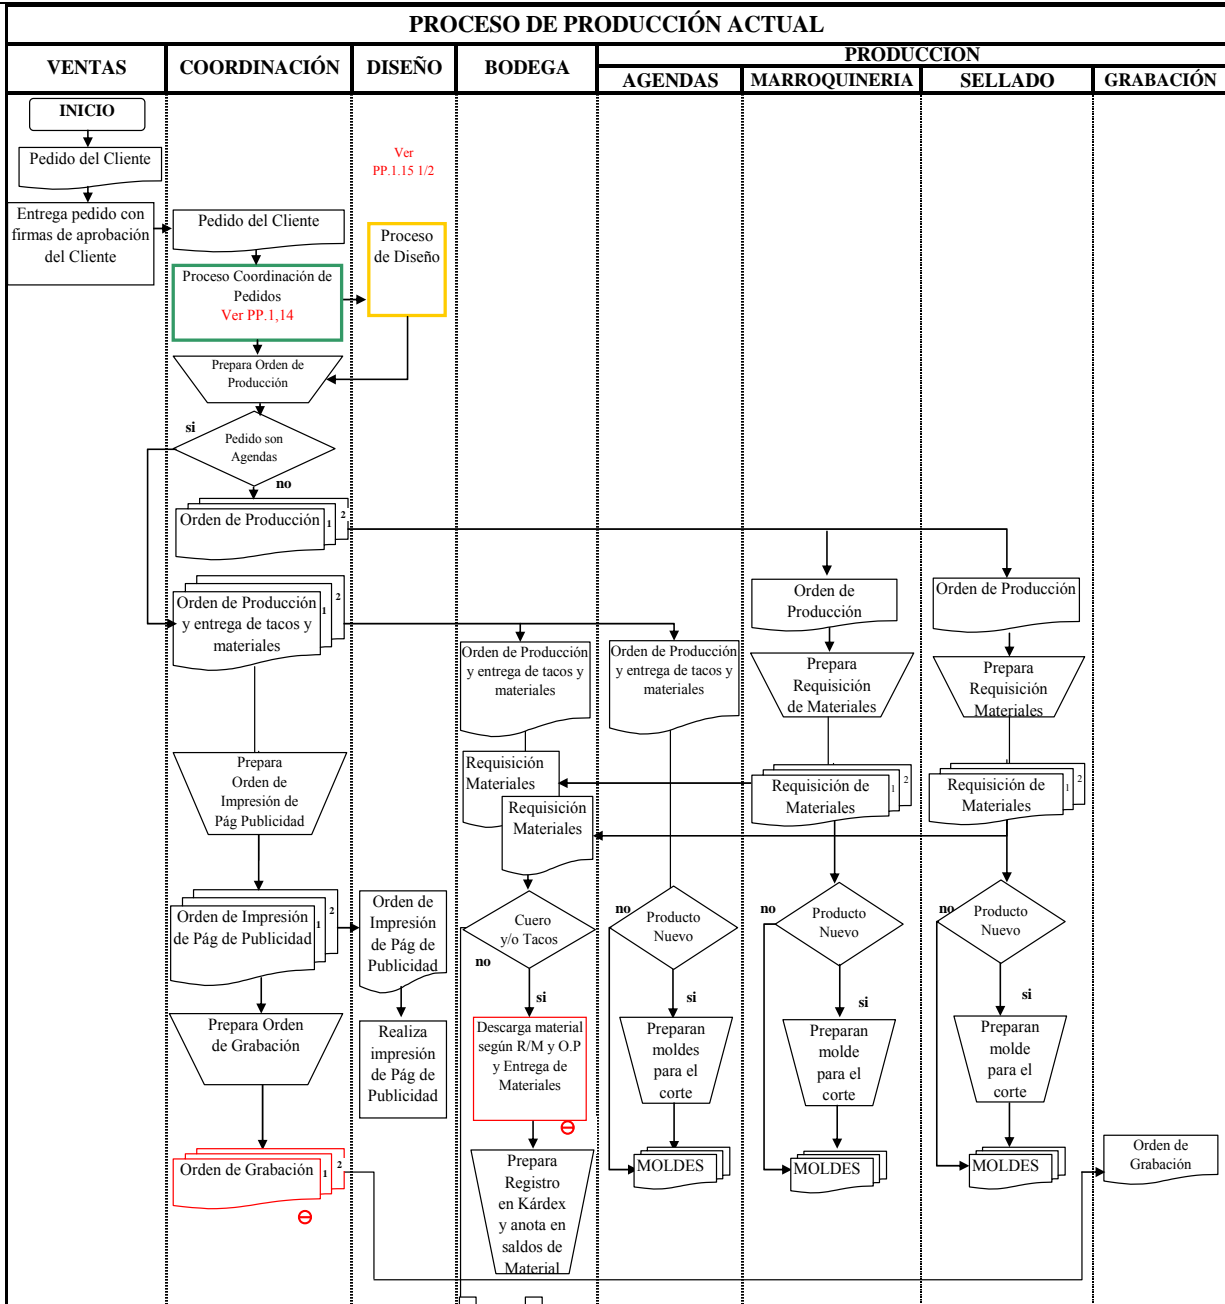 PROCESO DE PRODUCCIÓN ACTUAL
VENTAS
COORDINACIÓN
DISEÑO
BODEGA
PRODUCCION
AGENDAS
MARROQUINERIA
SELLADO
GRABACIÓN
INICIO
Pedido del Cliente
Entrega pedido con
firmas de aprobación
del Cliente
Pedido del Cliente
Proceso Coordinación de
Pedidos
Ver PP.1,14
Ver
PP.1.15 1/2
Proceso
de Diseño
Prepara Orden de
Producción
si
Pedido son
Agendas
no
Orden de Producción
1
2
Orden de Producción
y entrega de tacos y
materiales
1
2
Orden de Producción
y entrega de tacos y
materiales
Orden de Producción
y entrega de tacos y
materiales
Orden de
Producción
Orden de Producción
Prepara
Requisición
de Materiales
Prepara
Requisición
Materiales
Prepara
Orden de
Impresión de
Pág Publicidad
Requisición
Materiales
Requisición
Materiales
Requisición de
Materiales
1
2
Requisición de
Materiales
1
2
Orden de Impresión
de Pág de Publicidad
1
2
Orden de
Impresión
de Pág de
Publicidad
Cuero
y/o Tacos
no
si
no
Producto
Nuevo
si
no
Producto
Nuevo
si
no
Producto
Nuevo
si
Prepara Orden
de Grabación
Realiza
impresión
de Pág de
Publicidad
Descarga material
según R/M y O.P
y Entrega de
Materiales
Preparan
moldes
para el
corte
Preparan
molde
para el
corte
Preparan
molde
para el
corte
Orden de Grabación
1
2
Prepara
Registro
en Kárdex
y anota en
saldos de
Material
MOLDES
MOLDES
MOLDES
Orden de
Grabación